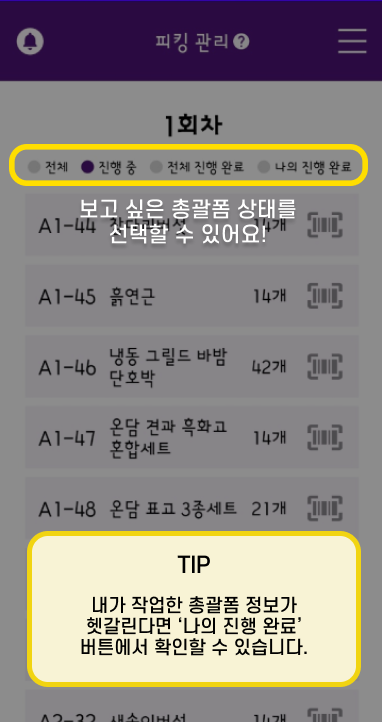 피킹 관리 ?
1회차
전체 진행 중 전체 진행 완료 나의 진행 완료
보고 싶은 총괄폼 상태를
선택할 수 있어요!
A1-44 14개
A1-45 흙연근 14개
A1-46 냉동 그릴드 바밤
단호박 42개
A1-47 온담 견과 흑화고
혼합세트 14개
A1-48 온담 표고 3종세트 21개
TIP
내가 작업한 총괄폼 정보가
헷갈린다면 ‘나의 진행 완료’
버튼에서 확인할 수 있습니다.
A2-32 새송이버섯 14개